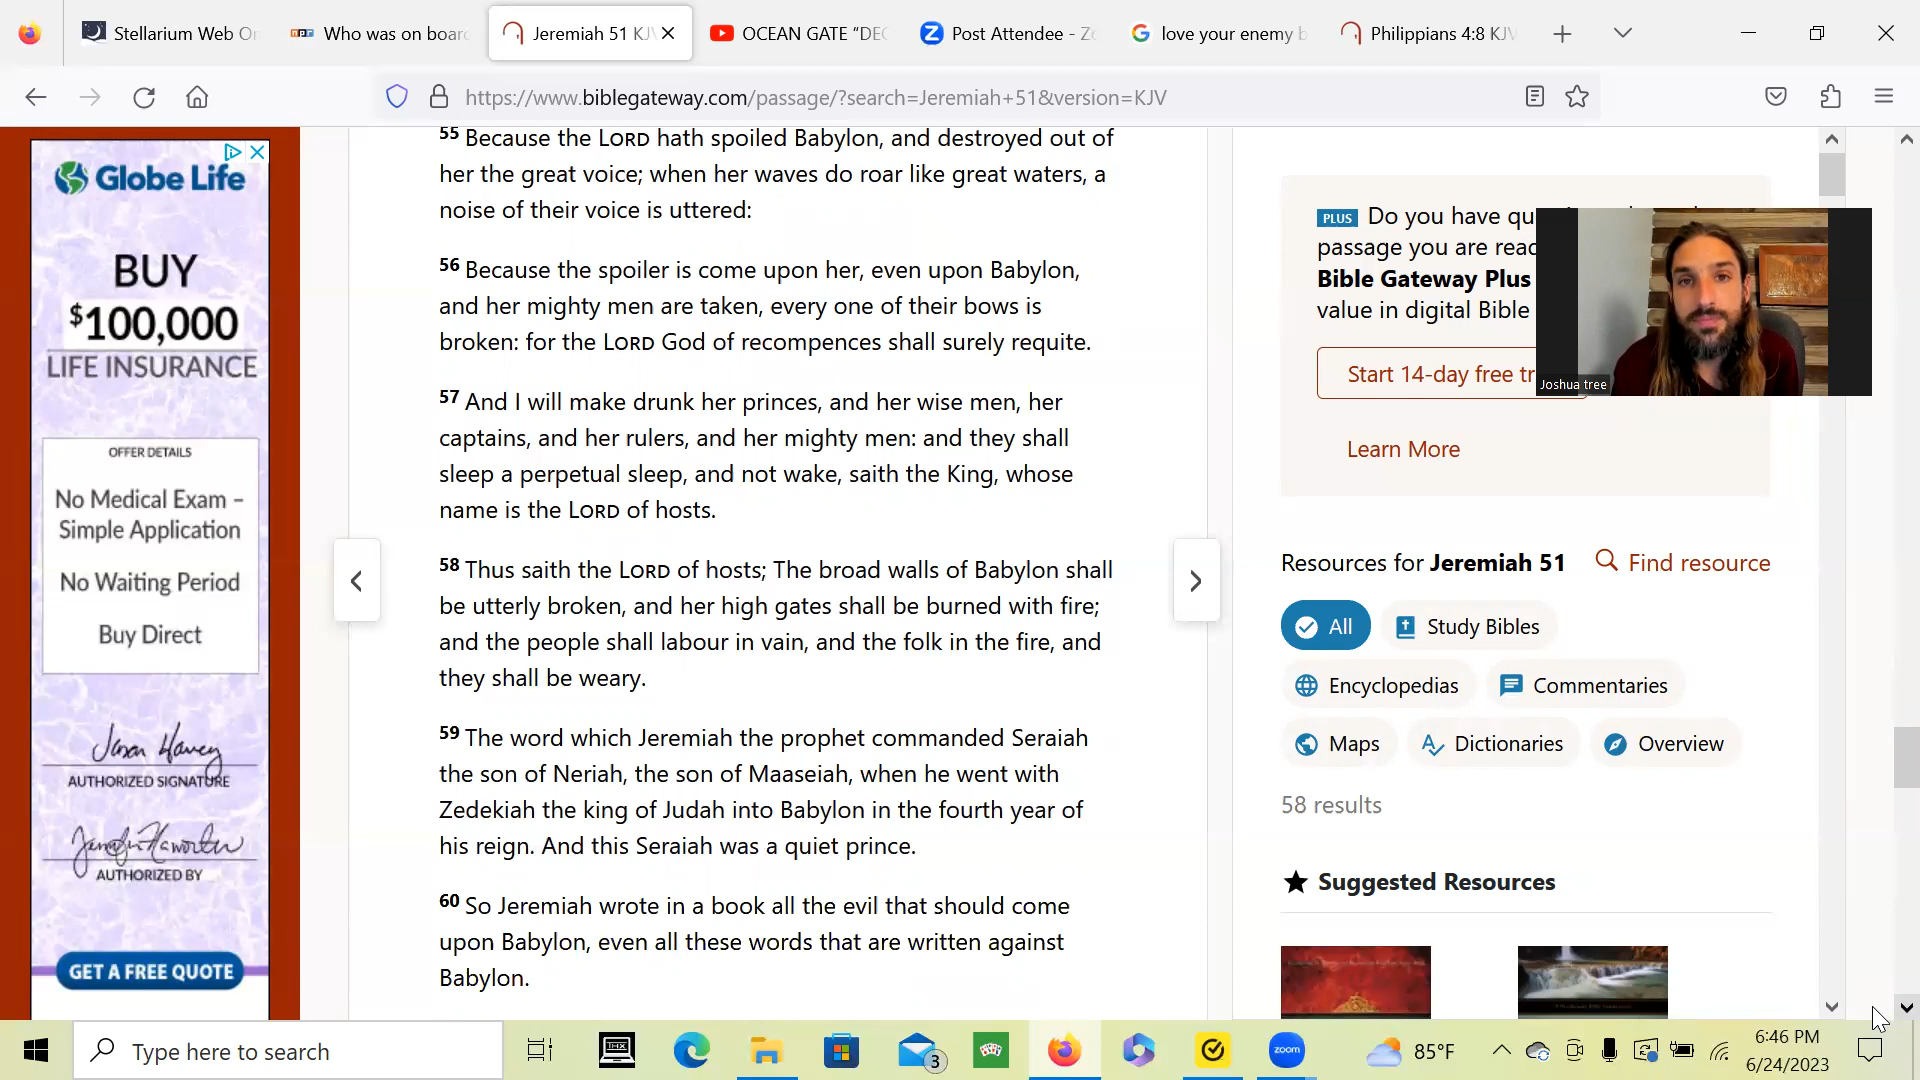 Stellarium Web On
npr Who was on board
Jeremiah 51 KJV
OCEAN GATE "DEC
Post Attendee - Zo
love your enemy b
Philippians 4:8 KJV
https://www.biblegateway.com/passage/?search=Jeremiah+51&version=KJV
Globe Life
BUY
$100,000
LIFE INSURANCE
OFFER DETAILS
No Medical Exam –
Simple Application
No Waiting Period
Buy Direct
AUTHORIZED SIGNATURE
AUTHORIZED BY
GET A FREE QUOTE
55 Because the LORD hath spoiled Babylon, and destroyed out of
her the great voice; when her waves do roar like great waters, a
noise of their voice is uttered:
56 Because the spoiler is come upon her, even upon Babylon,
and her mighty men are taken, every one of their bows is
broken: for the LORD God of recompences shall surely requite.
57 And I will make drunk her princes, and her wise men, her
captains, and her rulers, and her mighty men: and they shall
sleep a perpetual sleep, and not wake, saith the King, whose
name is the LORD of hosts.
58 Thus saith the LORD of hosts; The broad walls of Babylon shall
be utterly broken, and her high gates shall be burned with fire;
and the people shall labour in vain, and the folk in the fire, and
they shall be weary.
59 The word which Jeremiah the prophet commanded Seraiah
the son of Neriah, the son of Maaseiah, when he went with
Zedekiah the king of Judah into Babylon in the fourth year of
his reign. And this Seraiah was a quiet prince.
60 So Jeremiah wrote in a book all the evil that should come
upon Babylon, even all these words that are written against
Babylon.
PLUS Do you have qu
passage you are read
Bible Gateway Plus
value in digital Bible
Start 14-day free tr
Learn More
Joshua tree
Resources for Jeremiah 51
Find resource
All
Study Bibles
Encyclopedias
Commentaries
Maps
Dictionaries
Overview
58 results
Suggested Resources
Type here to search
THX
3
zoom
85°F
6:46 PM
6/24/2023